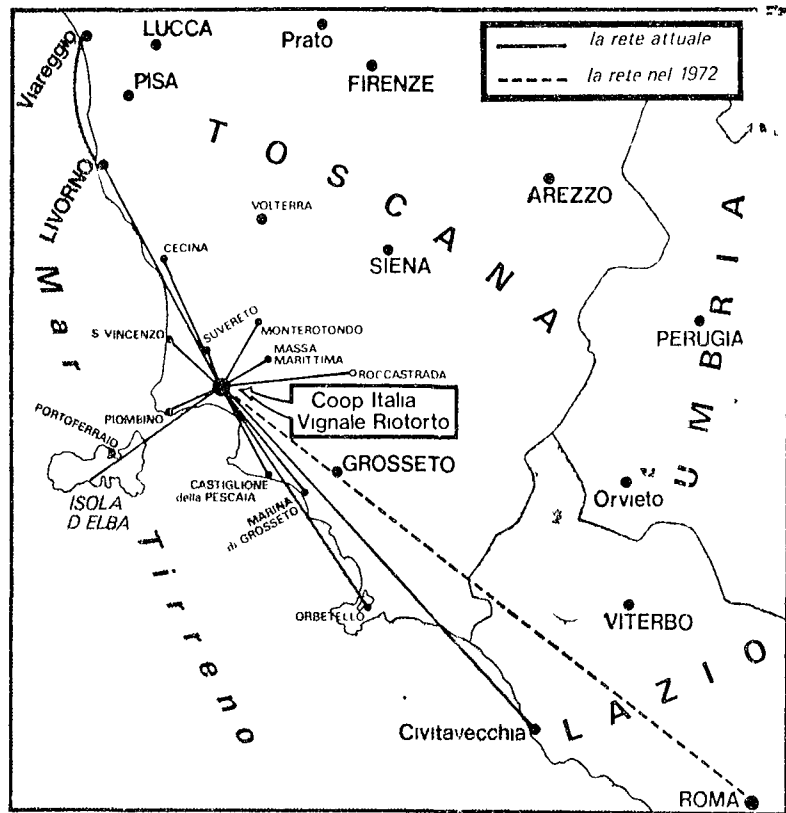 LUCCA
Prato
la rete attuale
Viareggio
PISA
FIRENZE
la rete nel 1972
TOSCANA
LIVORNO
VOLTERRA
AREZZO
CECINA
SIENA
UMBRIA
Mar Tirreno
S VINCENZO
SUVERETO
MONTEROTONDO
PERUGIA
MASSA
MARITTIMA
ROCCASTRADA
PIOMBINO
Coop Italia
Vignale Riotorto
PORTOFERRAIO
GROSSETO
CASTIGLIONE
della PESCAIA
MARINA
di GROSSETO
Orvieto
ISOLA
D ELBA
ORBETELLO
VITERBO
LAZIO
Civitavecchia
ROMA